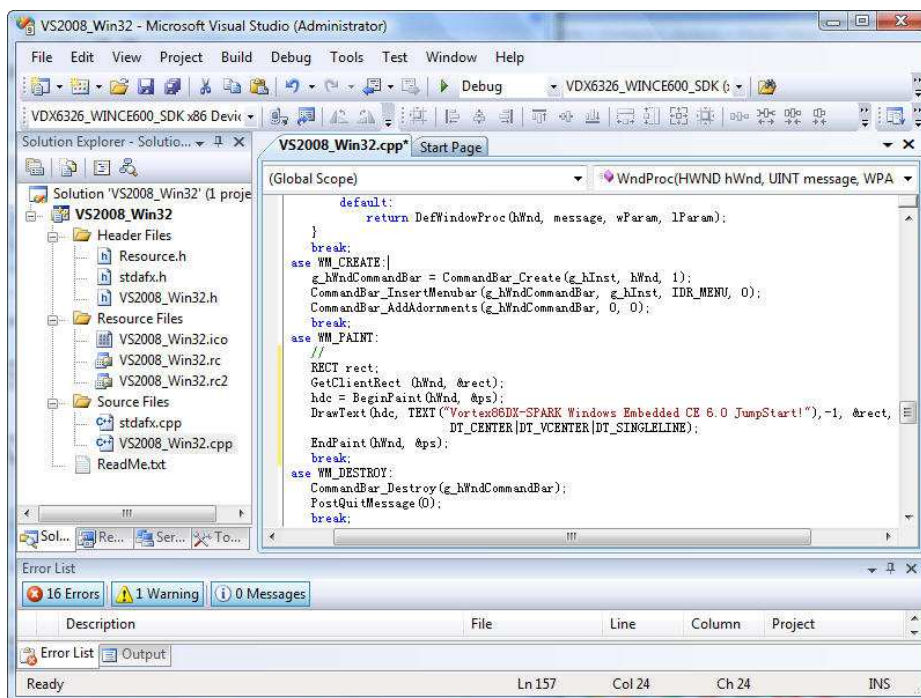 VS2008_Win32 - Microsoft Visual Studio (Administrator)
File Edit View Project Build Debug Tools Test Window Help
Debug VDX6326_WINCE600_SDK (
VDX6326_WINCE600_SDK x86 Devic
Solution Explorer - Solutio...
VS2008_Win32.cpp* Start Page
(Global Scope) WndProc(HWND hWnd, UINT message, WPA
Solution 'VS2008_Win32' (1 proje
VS2008_Win32
Header Files
Resource.h
stdafx.h
VS2008_Win32.h
Resource Files
VS2008_Win32.ico
VS2008_Win32.rc
VS2008_Win32.rc2
Source Files
stdafx.cpp
VS2008_Win32.cpp
ReadMe.txt
Sol... Re... Ser... To...
default:
return DefWindowProc(hWnd, message, wParam, lParam);
}
break;
ase WM_CREATE:
g_hWndCommandBar = CommandBar_Create(g_hInst, hWnd, 1);
CommandBar_InsertMenubar(g_hWndCommandBar, g_hInst, IDR_MENU, 0);
CommandBar_AddAdornments(g_hWndCommandBar, 0, 0);
break;
ase WM_PAINT:
//
RECT rect;
GetClientRect (hWnd, &rect);
hdc = BeginPaint(hWnd, &ps);
DrawText(hdc, TEXT("Vortex86DX-SPARK Windows Embedded CE 6.0 JumpStart!"),-1, &rect,
DT_CENTER|DT_VCENTER|DT_SINGLELINE);
EndPaint(hWnd, &ps);
break;
ase WM_DESTROY:
CommandBar_Destroy(g_hWndCommandBar);
PostQuitMessage(0);
break;
Error List
16 Errors 1 Warning 0 Messages
Description File Line Column Project
Error List Output
Ready Ln 157 Col 24 Ch 24 INS